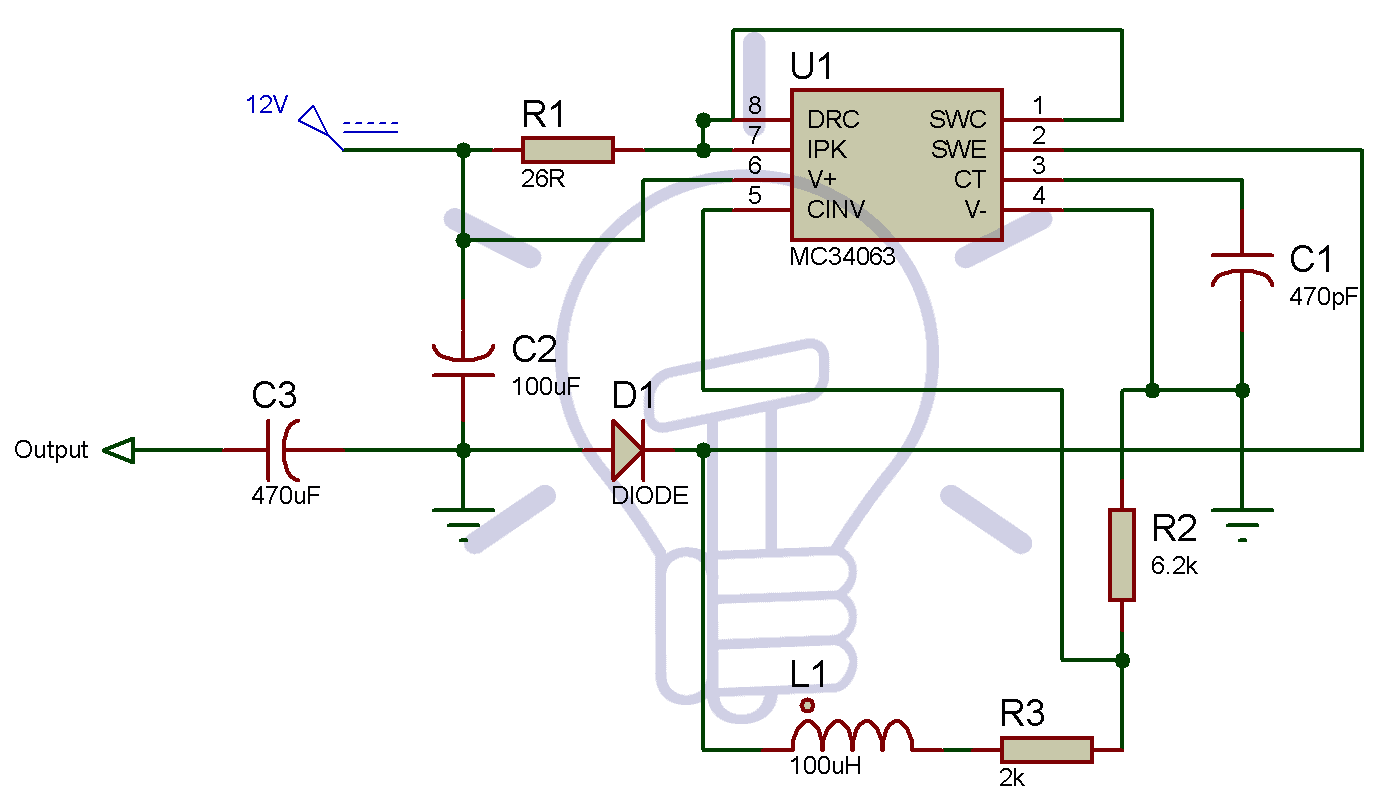 U1
12V
R1
26R
8 DRC SWC 1
7 IPK SWE 2
6 V+ CT 3
5 CINV V- 4
MC34063
C1
470pF
C2
100uF
C3
470uF
D1
DIODE
Output
R2
6.2k
L1
100uH
R3
2k